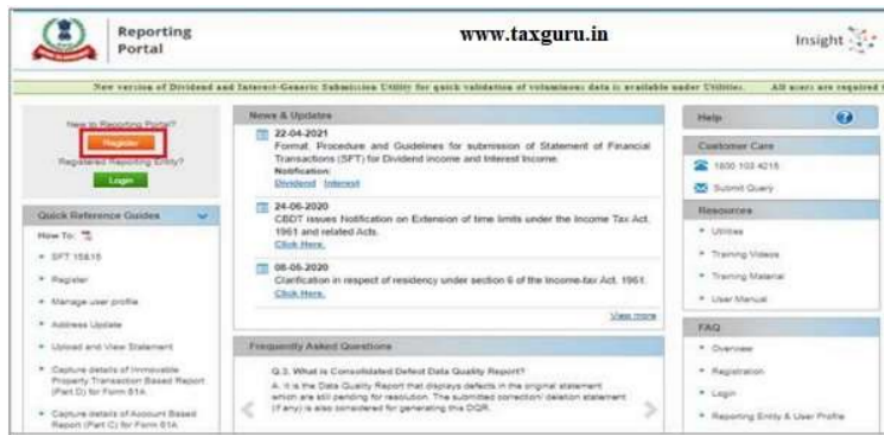 Reporting
Portal
www.taxguru.in
Insight
New version of Dividend and Interest-Generic Submission Utility for quick validation of voluminous data is available under Utilities. All users are required
New to Reporting Portal?
Register
Registered Reporting Entity?
Login
Quick Reference Guides
How To:
SFT 15&16
Register
Manage user profile
Address Update
Upload and View Statement
Capture details of Immovable
Property Transaction Based Report
(Part D) for Form 61A
Capture details of Account Based
Report (Part C) for Form 61A
News & Updates
22-04-2021
Format, Procedure and Guidelines for submission of Statement of Financial
Transactions (SFT) for Dividend income and Interest Income.
Notification:
Dividend Interest
24-06-2020
CBDT issues Notification on Extension of time limits under the Income Tax Act,
1961 and related Acts.
Click Here.
08-05-2020
Clarification in respect of residency under section 6 of the Income-tax Act, 1961.
Click Here.
View more
Frequently Asked Questions
Q.3. What is Consolidated Defect Data Quality Report?
A. It is the Data Quality Report that displays defects in the original statement
which are still pending for resolution. The submitted correction/ deletion statement
(if any) is also considered for generating this DQR.
Help
?
Customer Care
1800 103 4215
Submit Query
Resources
Utilities
Training Videos
Training Material
User Manual
FAQ
Overview
Registration
Login
Reporting Entity & User Profile